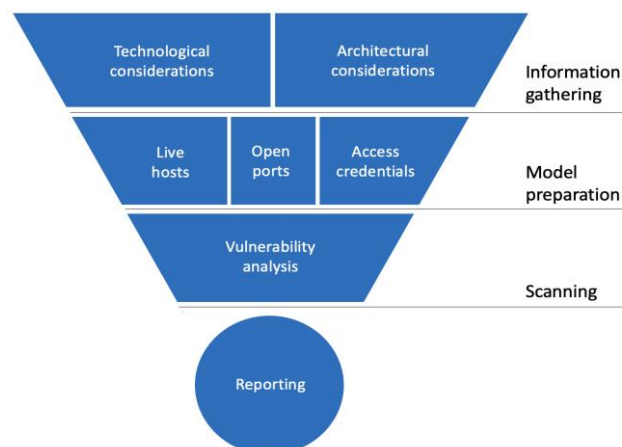 Technological
considerations
Architectural
considerations
Information
gathering
Live
hosts
Open
ports
Access
credentials
Model
preparation
Vulnerability
analysis
Scanning
Reporting